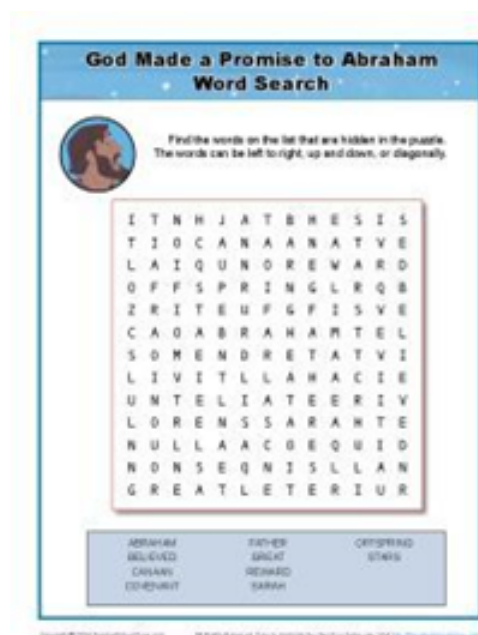 God Made a Promise to Abraham
Word Search
Find the words on the list that are hidden in the puzzle.
The words can be left to right, up and down, or diagonally.
I T N H J A T B H E S I S
T I O C A N A A N A T V E
L A I Q U N O R E W A R D
O F F S P R I N G L R Q B
Z R I T E U F G F I S V E
C A O A B R A H A M T E L
S O M E N D R E T A T V I
L I V I T L L A H A C I E
U N T E L I A T E E R I V
L O R E N S S A R A H T E
N U L L A A C O E Q U I D
N O N S E Q N I S L L A N
G R E A T L E T E R I U R
ABRAHAM FATHER OFFSPRING
BELIEVED GREAT STARS
CANAAN REWARD
COVENANT SARAH